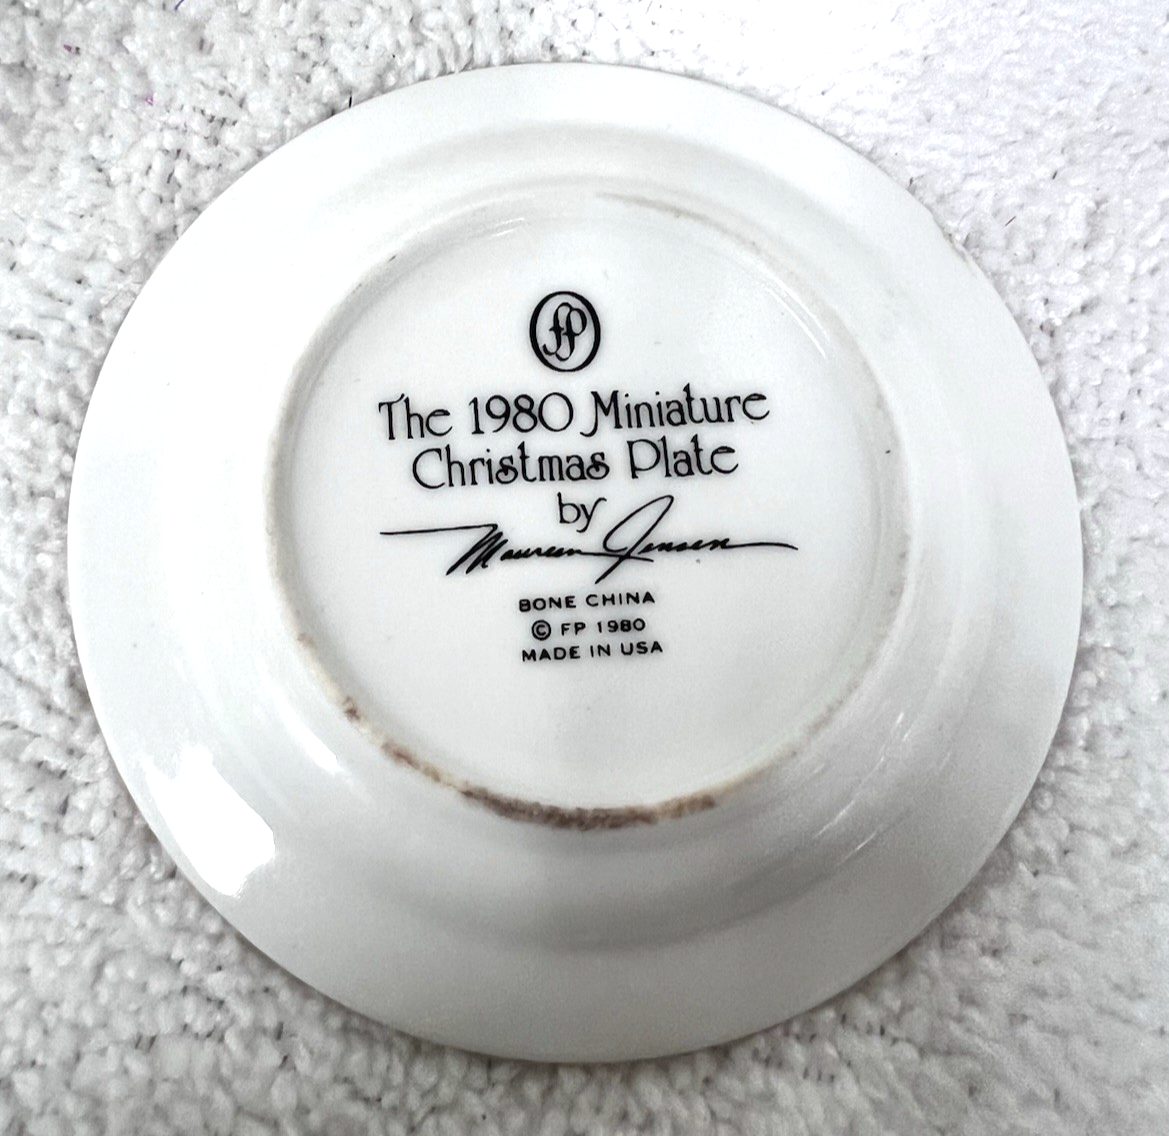 fp
The 1980 Miniature
Christmas Plate
by
Maureen Jensen
BONE CHINA
© FP 1980
MADE IN USA